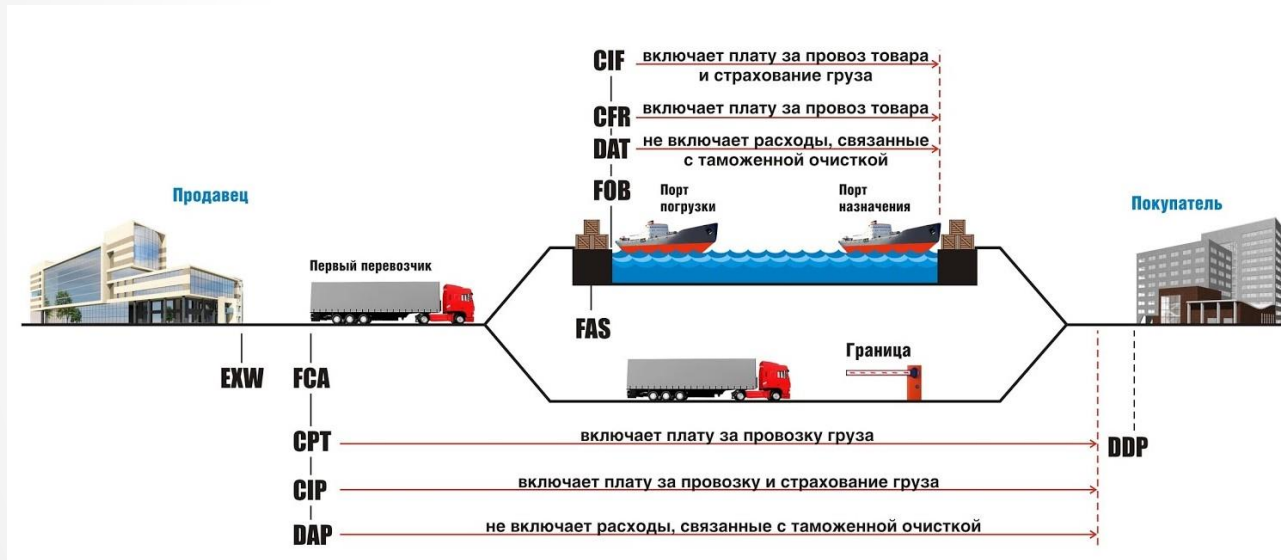 CIF
включает плату за провоз товара
и страхование груза
CFR
включает плату за провоз товара
DAT
не включает расходы, связанные
с таможенной очисткой
FOB
Порт
погрузки
Порт
назначения
Продавец
Покупатель
Первый перевозчик
FAS
Граница
EXW
FCA
CPT
включает плату за провозку груза
DDP
CIP
включает плату за провозку и страхование груза
DAP
не включает расходы, связанные с таможенной очисткой